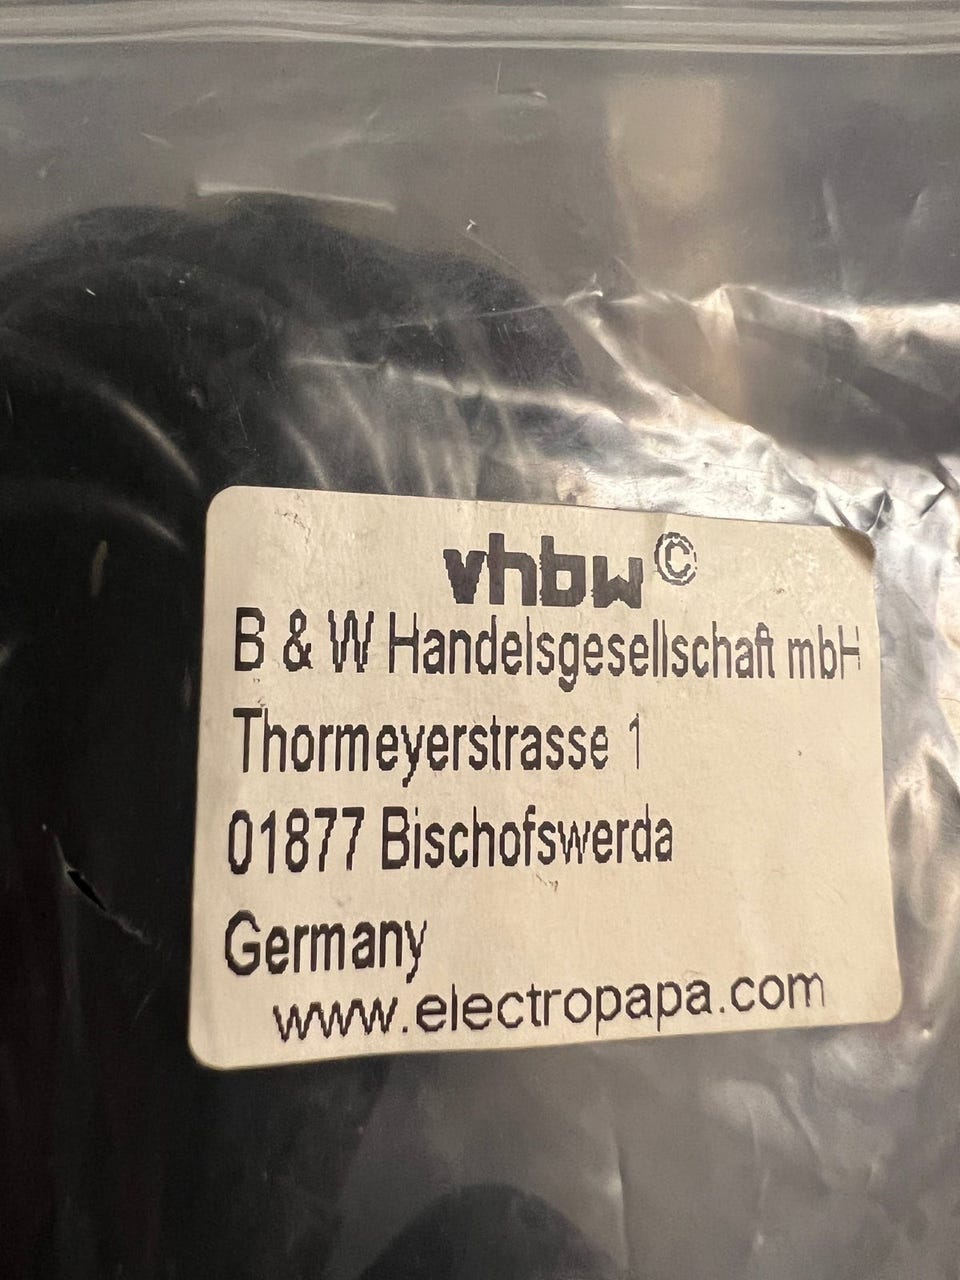 vhbw©
B & W Handelsgesellschaft mbH
Thormeyerstrasse 1
01877 Bischofswerda
Germany
www.electropapa.com